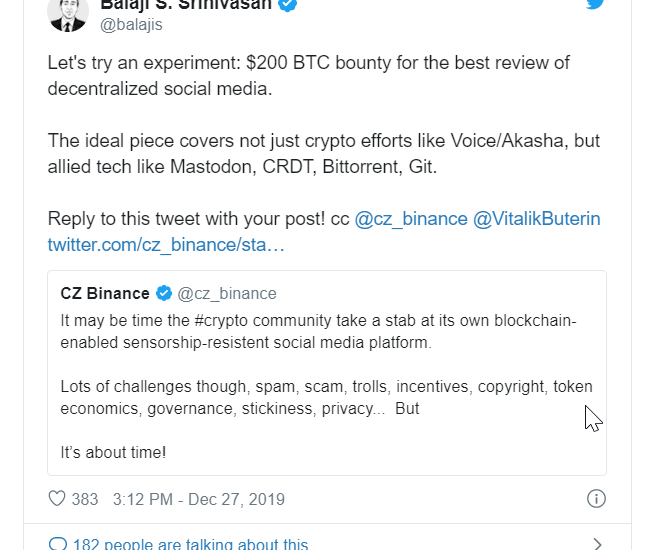 Balaji S. Srinivasan
@balajis
Let's try an experiment: $200 BTC bounty for the best review of
decentralized social media.
The ideal piece covers not just crypto efforts like Voice/Akasha, but
allied tech like Mastodon, CRDT, Bittorrent, Git.
Reply to this tweet with your post! cc @cz_binance @VitalikButerin
twitter.com/cz_binance/sta…
CZ Binance @cz_binance
It may be time the #crypto community take a stab at its own blockchain-
enabled sensorship-resistent social media platform.
Lots of challenges though, spam, scam, trolls, incentives, copyright, token
economics, governance, stickiness, privacy... But
It's about time!
383 3:12 PM - Dec 27, 2019
182 people are talking about this